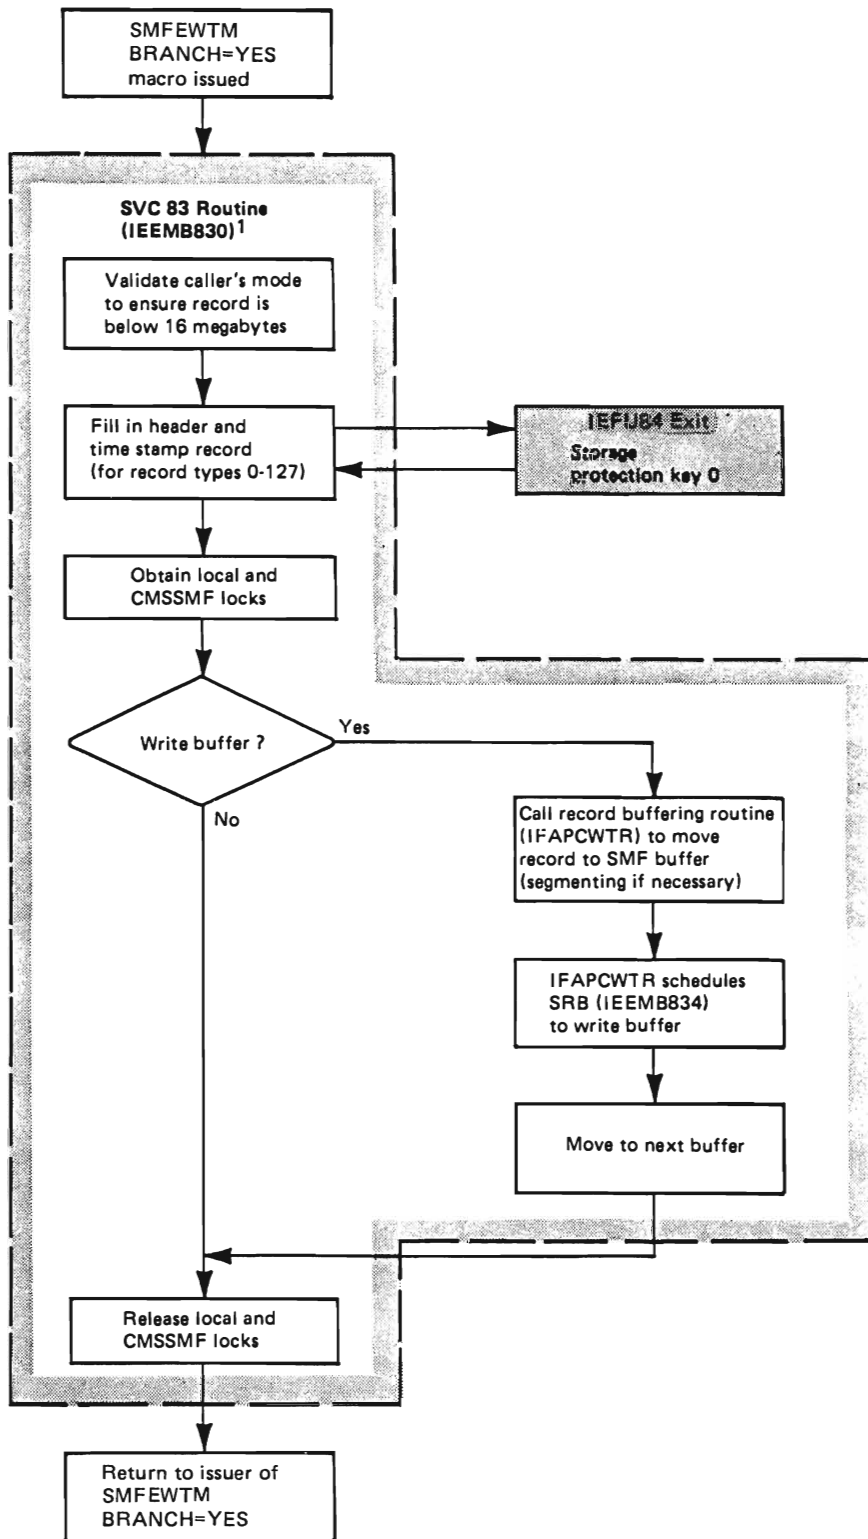 SMFEWTM
BRANCH=YES
macro issued
SVC 83 Routine
(IEEMB830)1
Validate caller's mode
to ensure record is
below 16 megabytes
Fill in header and
time stamp record
(for record types 0-127)
IEFU84 Exit
Storage
protection key 0
Obtain local and
CMSSMF locks
Write buffer ?
Yes
No
Call record buffering routine
(IFAPCWTR) to move
record to SMF buffer
(segmenting if necessary)
IFAPCWTR schedules
SRB (IEEMB834)
to write buffer
Move to next buffer
Release local and
CMSSMF locks
Return to issuer of
SMFEWTM
BRANCH=YES